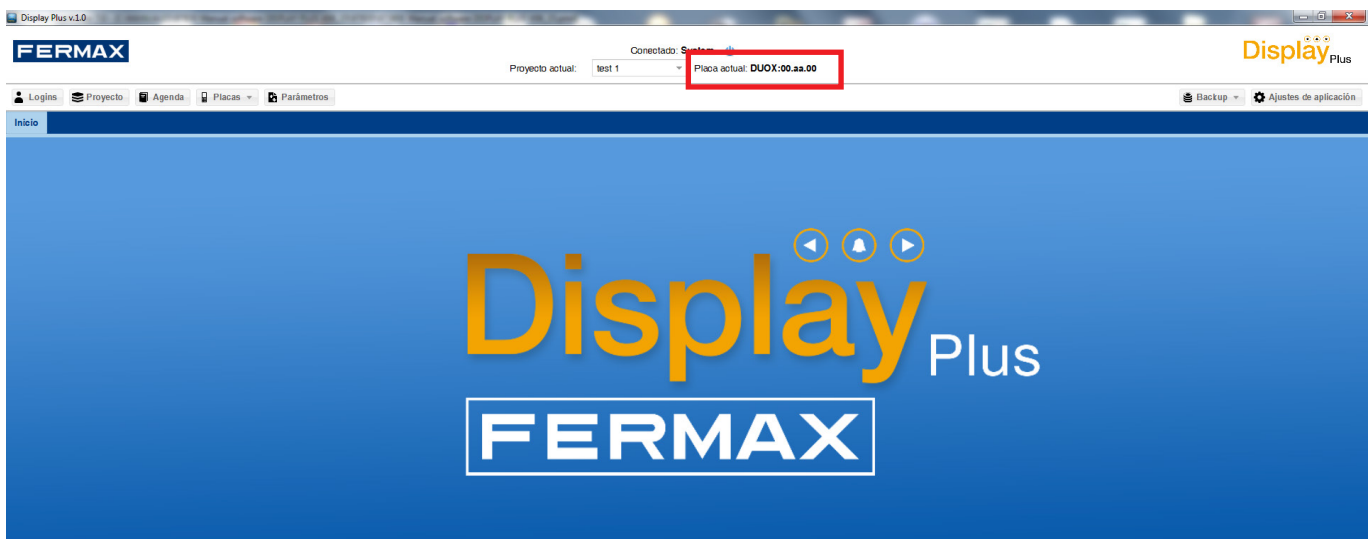 Display Plus v.1.0
FERMAX
Conectado: System
Display Plus
Proyecto actual: test 1 Placa actual: DUOX:00.aa.00
Logins Proyecto Agenda Placas Parámetros Backup Ajustes de aplicación
Inicio
Display Plus
FERMAX